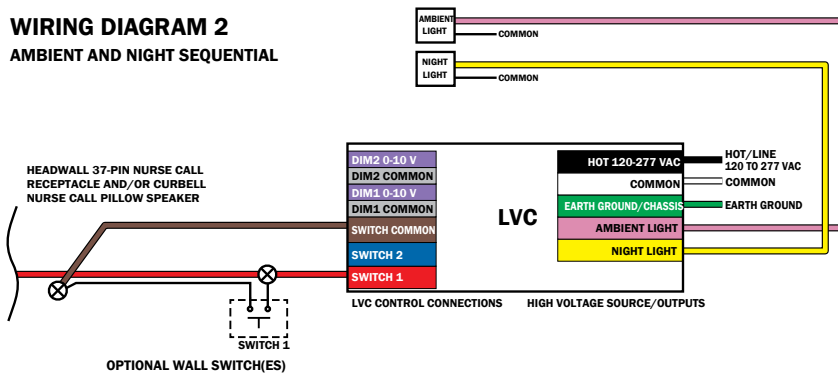 WIRING DIAGRAM 2
AMBIENT AND NIGHT SEQUENTIAL
AMBIENT
LIGHT
COMMON
NIGHT
LIGHT
COMMON
HEADWALL 37-PIN NURSE CALL
RECEPTACLE AND/OR CURBELL
NURSE CALL PILLOW SPEAKER
DIM2 0-10 V
DIM2 COMMON
DIM1 0-10 V
DIM1 COMMON
SWITCH COMMON
SWITCH 2
SWITCH 1
LVC
HOT 120-277 VAC
COMMON
EARTH GROUND/CHASSIS
AMBIENT LIGHT
NIGHT LIGHT
HOT/LINE
120 TO 277 VAC
COMMON
EARTH GROUND
LVC CONTROL CONNECTIONS
HIGH VOLTAGE SOURCE/OUTPUTS
SWITCH 1
OPTIONAL WALL SWITCH(ES)